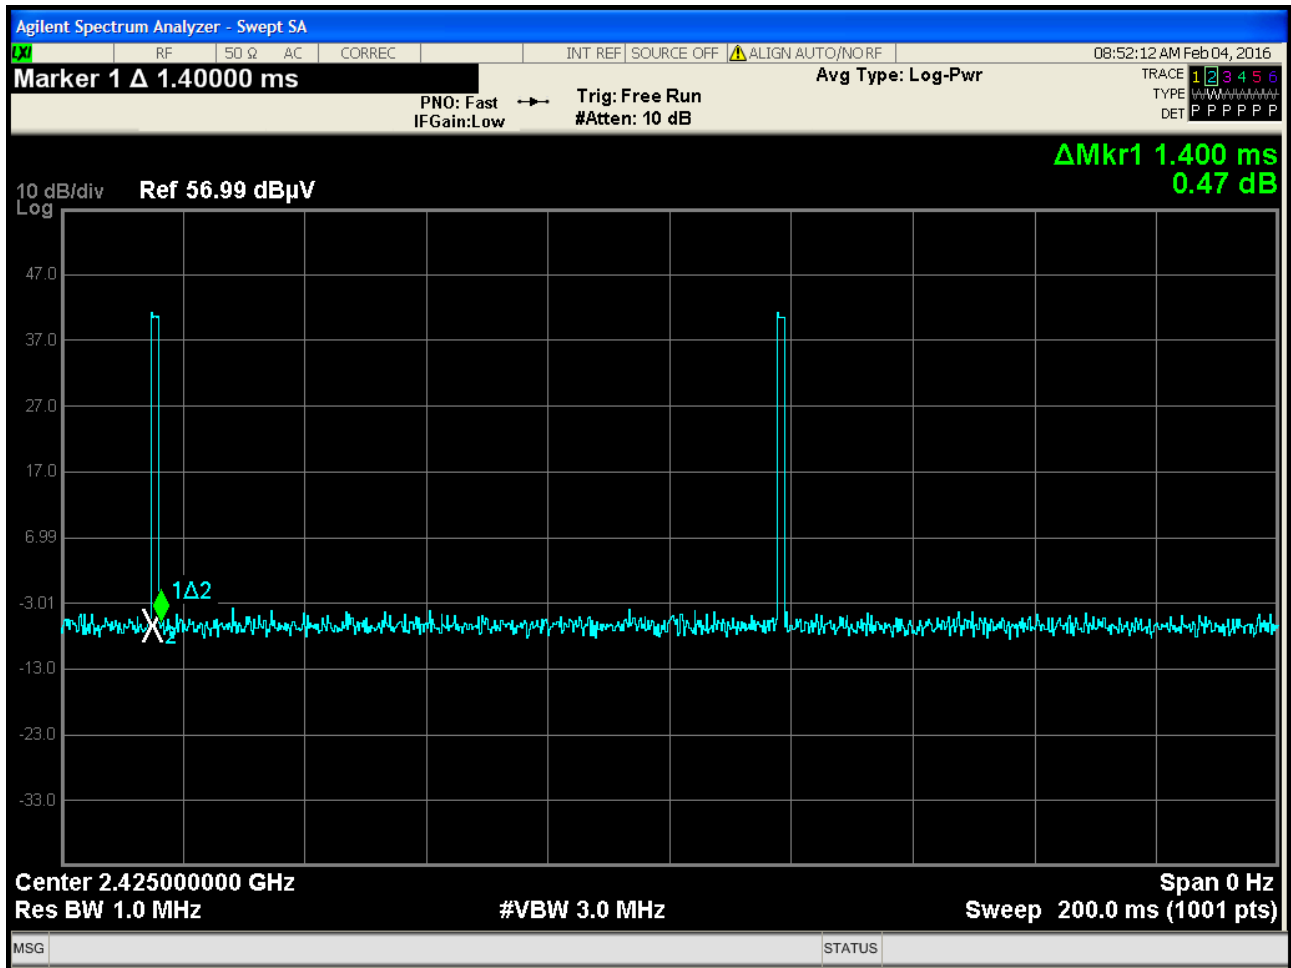 Agilent Spectrum Analyzer - Swept SA
LXI RF 50 Ω AC CORREC INT REF SOURCE OFF ALIGN AUTO/NO RF 08:52:12 AM Feb 04, 2016
Marker 1 Δ 1.40000 ms
Avg Type: Log-Pwr
TRACE 1 2 3 4 5 6
PNO: Fast Trig: Free Run
TYPE
IFGain:Low #Atten: 10 dB
DET P P P P P P
ΔMkr1 1.400 ms
0.47 dB
10 dB/div Ref 56.99 dBµV
Log
47.0
37.0
27.0
17.0
6.99
1Δ2
-3.01
2
-13.0
-23.0
-33.0
Center 2.425000000 GHz Span 0 Hz
Res BW 1.0 MHz #VBW 3.0 MHz Sweep 200.0 ms (1001 pts)
MSG STATUS